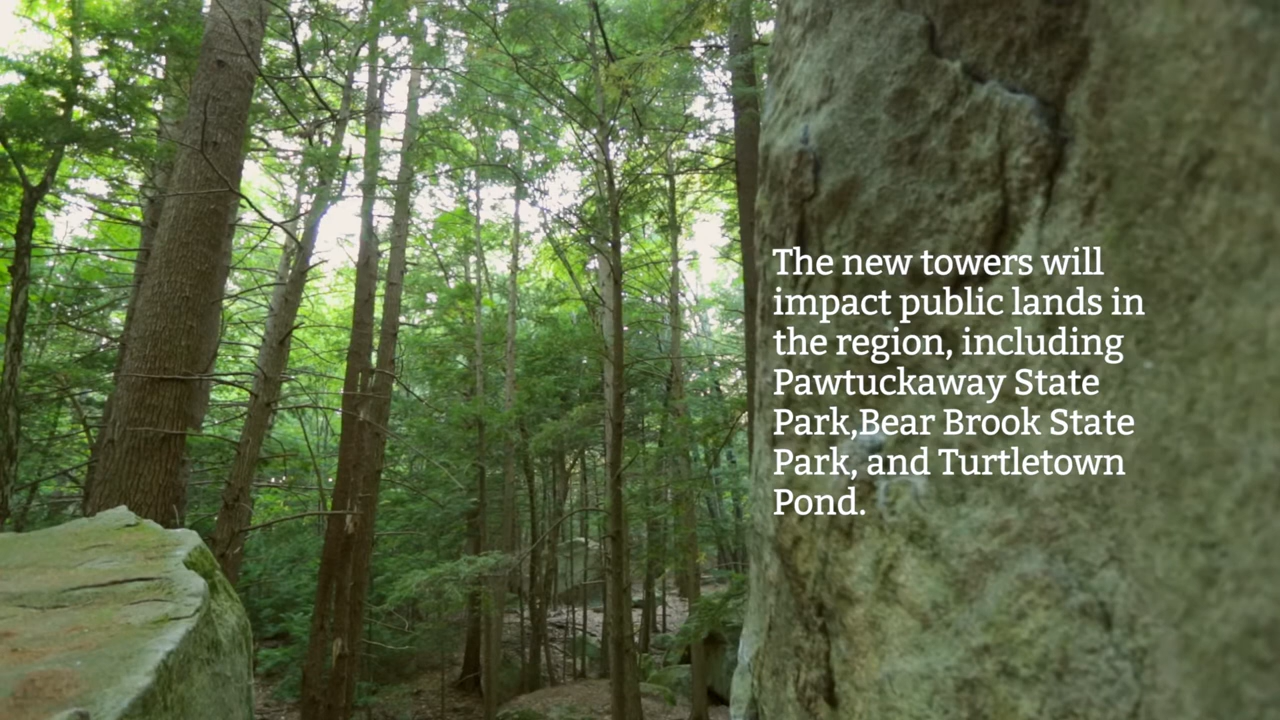 The new towers will
impact public lands in
the region, including
Pawtuckaway State
Park,Bear Brook State
Park, and Turtletown
Pond.